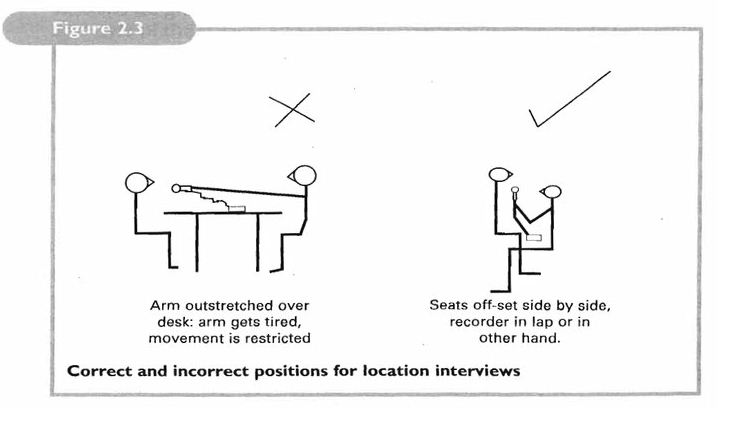 Figure 2.3
Arm outstretched over
desk: arm gets tired,
movement is restricted
Seats off-set side by side,
recorder in lap or in
other hand.
Correct and incorrect positions for location interviews